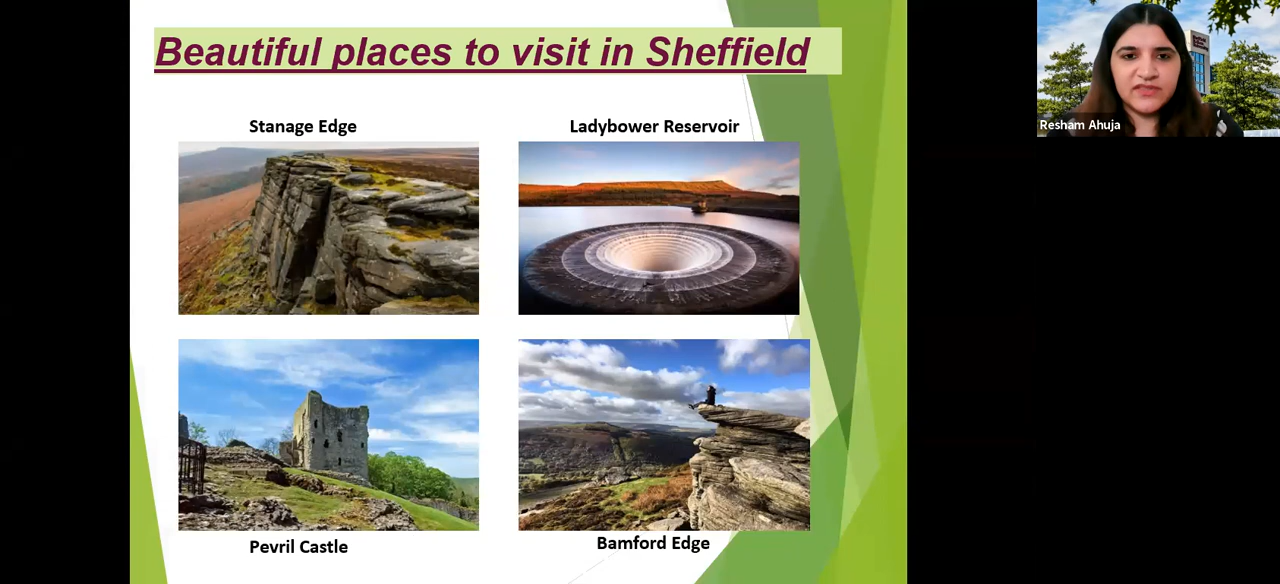 Beautiful places to visit in Sheffield
Stanage Edge
Ladybower Reservoir
Pevril Castle
Bamford Edge
Resham Ahuja